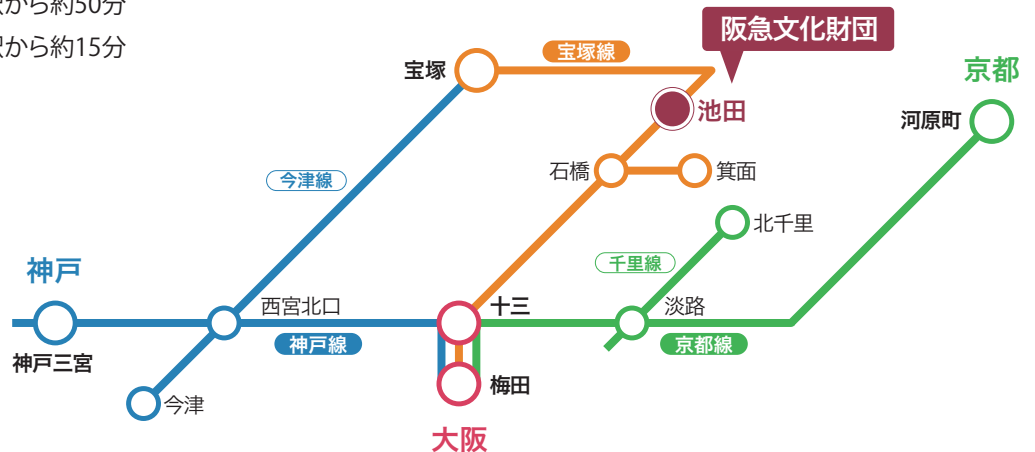 から約50分
駅から約15分
阪急文化財団
宝塚線
宝塚
京都
池田
河原町
石橋
箕面
今津線
北千里
千里線
神戸
西宮北口
十三
淡路
神戸線
京都線
神戸三宮
梅田
今津
大阪